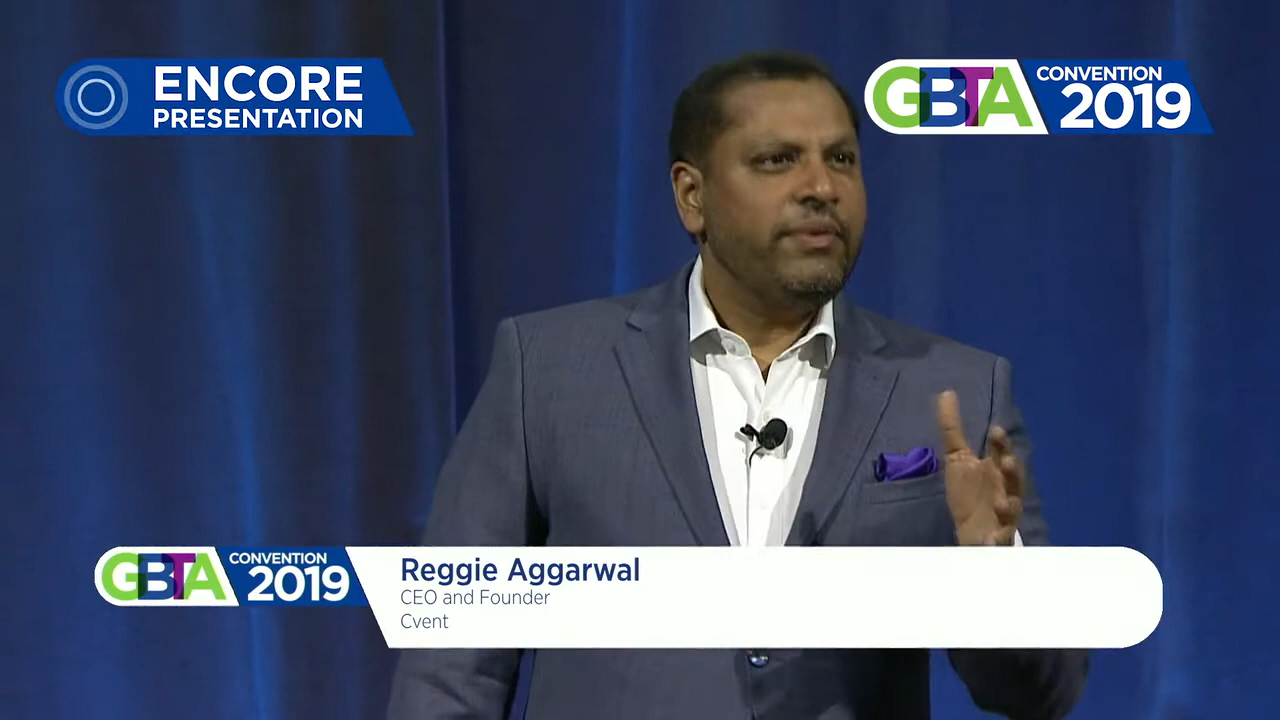 ENCORE
PRESENTATION
GBTA
CONVENTION
2019
GBTA
CONVENTION
2019
Reggie Aggarwal
CEO and Founder
Cvent